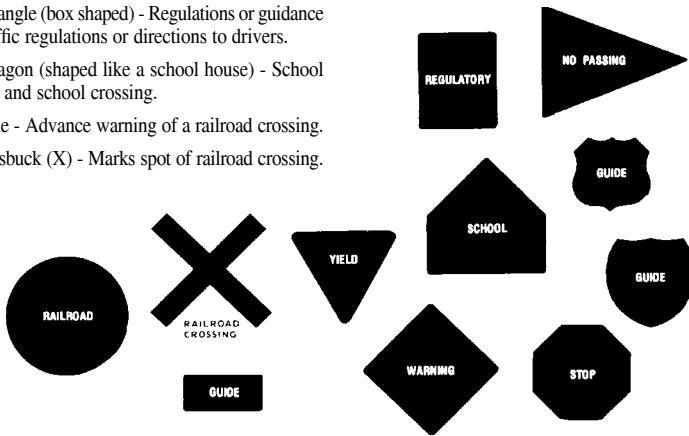 angle (box shaped) - Regulations or guidance
ffic regulations or directions to drivers.
agon (shaped like a school house) - School
and school crossing.
le - Advance warning of a railroad crossing.
sbuck (X) - Marks spot of railroad crossing.
REGULATORY
NO PASSING
GUIDE
SCHOOL
YIELD
GUIDE
RAILROAD
RAILROAD
CROSSING
WARNING
STOP
GUIDE